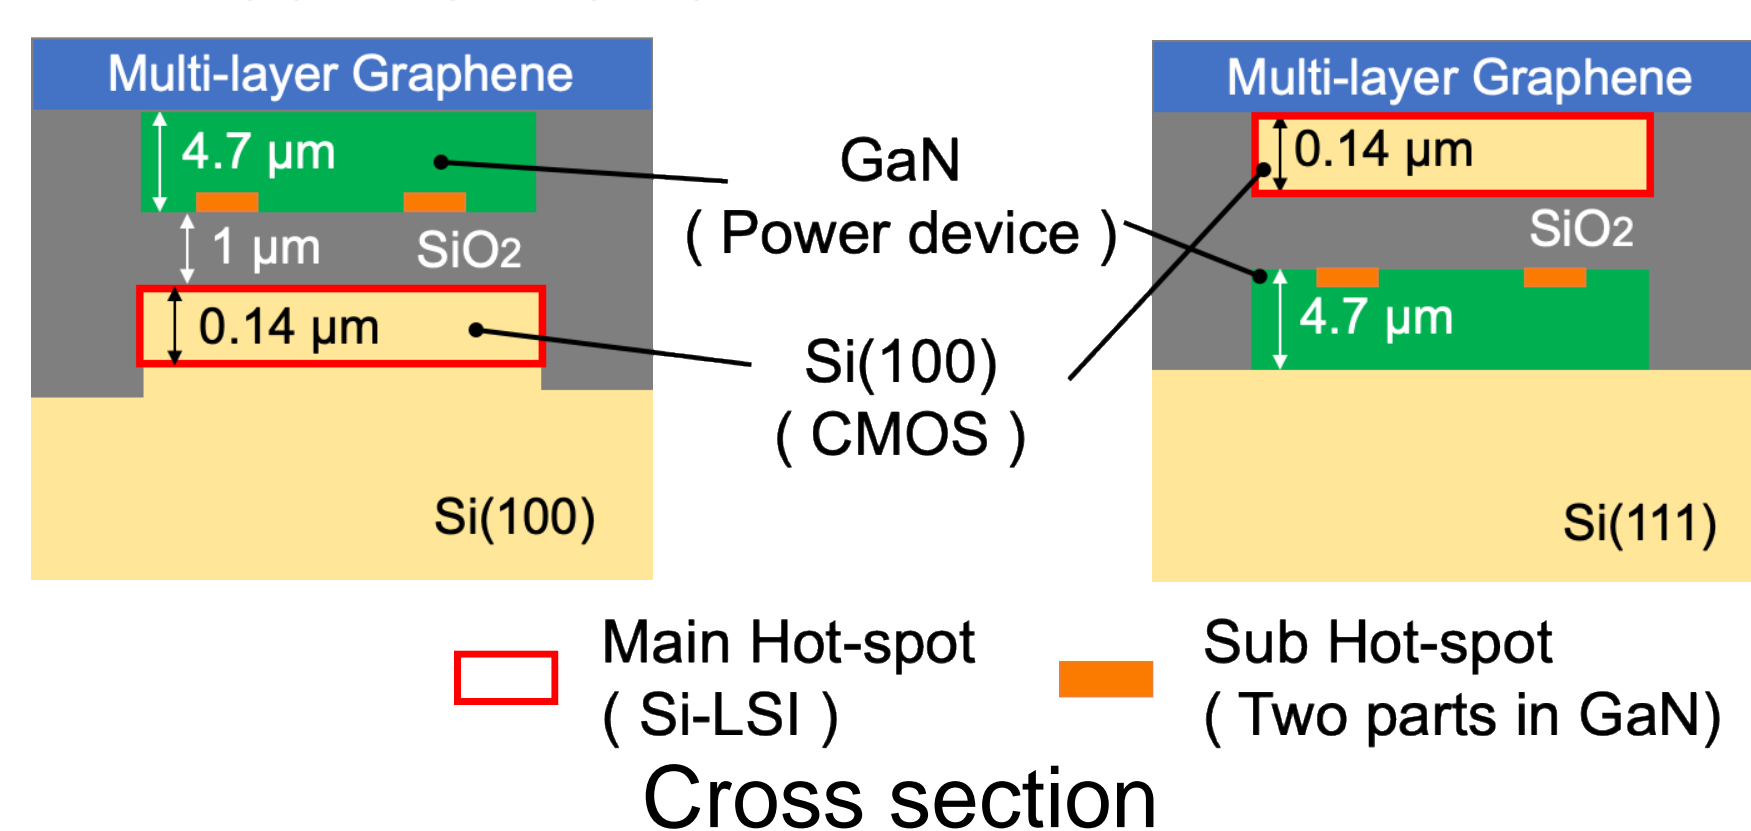 Multi-layer Graphene
4.7 μm
1 μm
SiO2
0.14 μm
Si(100)
GaN
( Power device )
Si(100)
( CMOS )
Multi-layer Graphene
0.14 μm
SiO2
4.7 μm
Si(111)
Main Hot-spot
( Si-LSI )
Sub Hot-spot
( Two parts in GaN)
Cross section